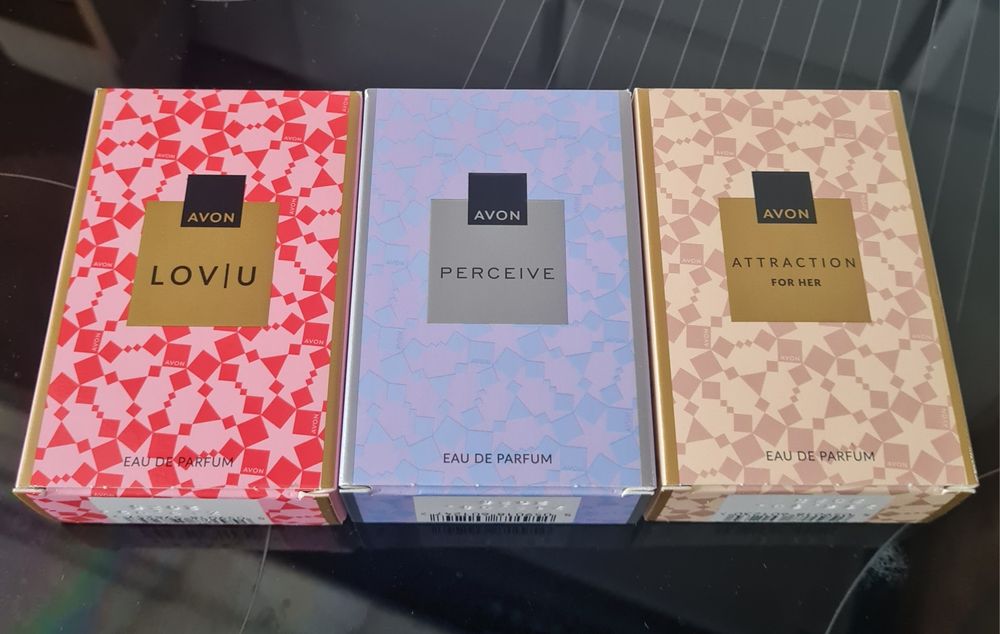 AVON
LOV|U
EAU DE PARFUM
AVON
PERCEIVE
EAU DE PARFUM
AVON
ATTRACTION
FOR HER
EAU DE PARFUM